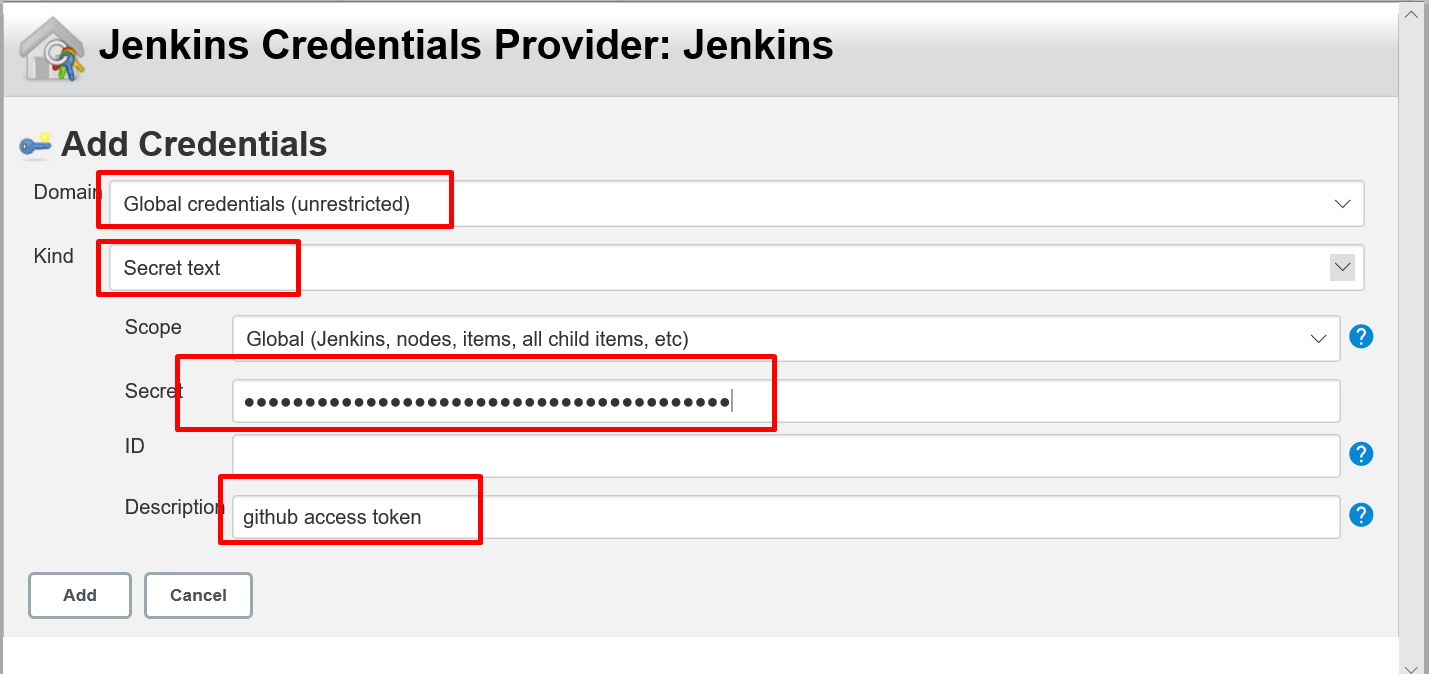 Jenkins Credentials Provider: Jenkins
Add Credentials
Domain
Global credentials (unrestricted)
Kind
Secret text
Scope
Global (Jenkins, nodes, items, all child items, etc)
?
Secret
••••••••••••••••••••••••••••••••••••••••
ID
?
Description
github access token
?
Add
Cancel